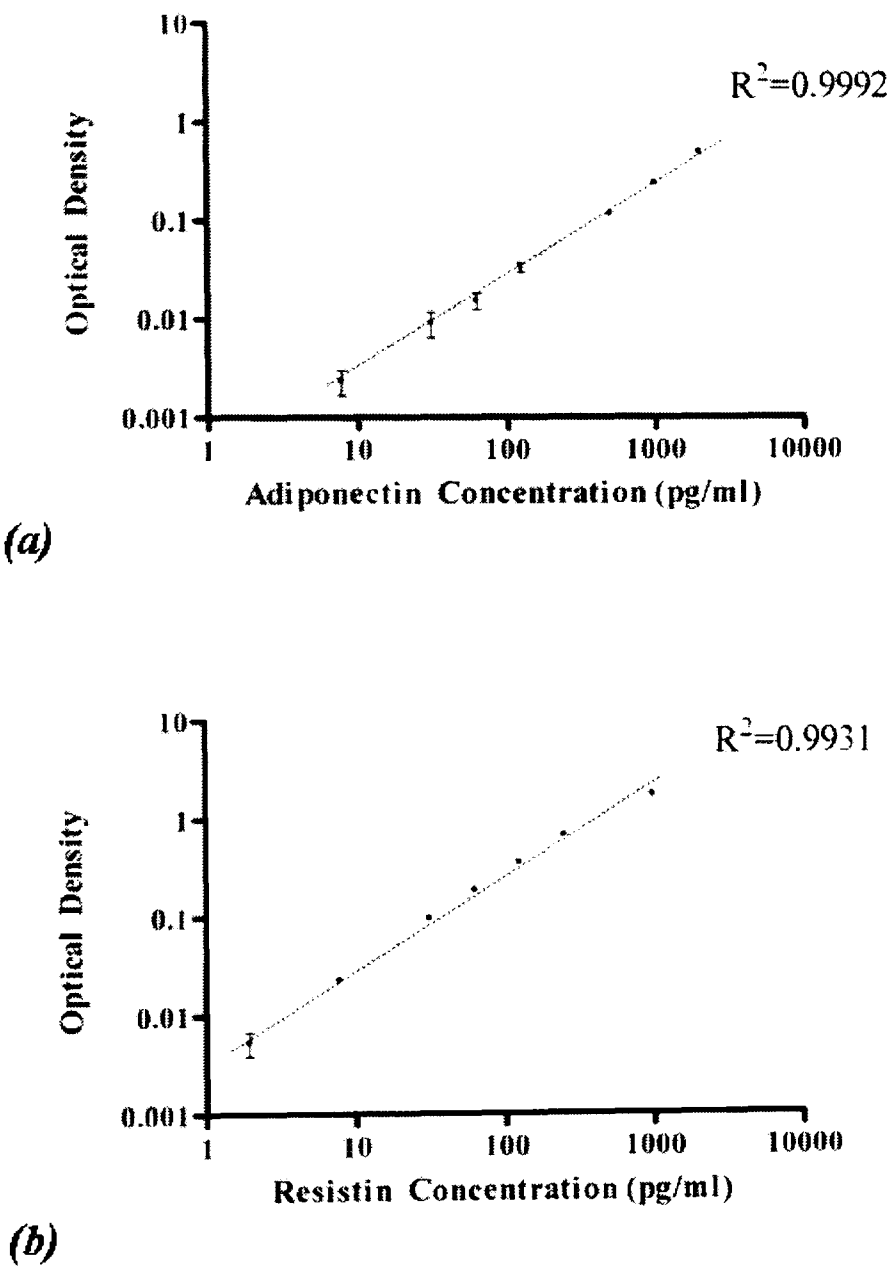 10
1
0.1
0.01
0.001
Optical Density
R²=0.9992
1 10 100 1000 10000
Adiponectin Concentration (pg/ml)
(a)
10
1
0.1
0.01
0.001
Optical Density
R²=0.9931
1 10 100 1000 10000
Resistin Concentration (pg/ml)
(b)